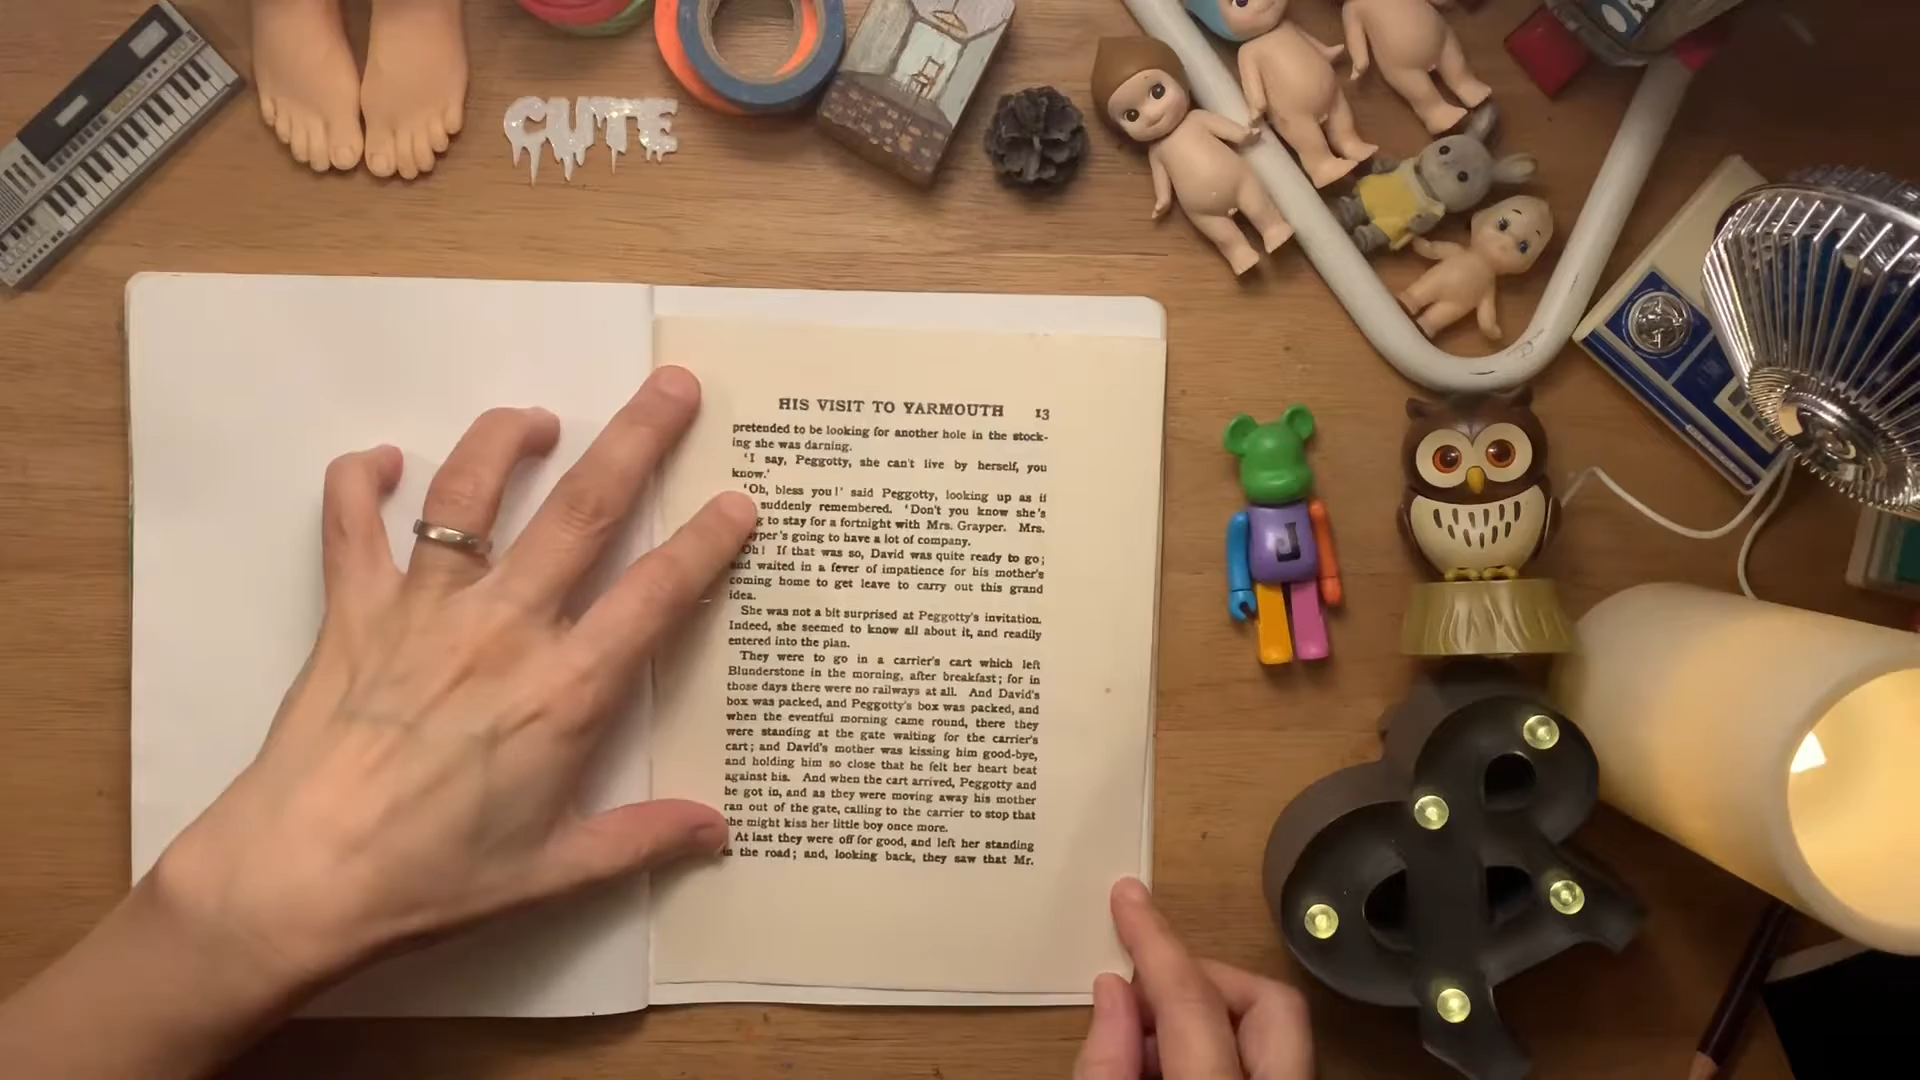 CUTE
HIS VISIT TO YARMOUTH 13
pretended to be looking for another hole in the stock-
ing she was darning.
‘I say, Peggotty, she can't live by herself, you
know.’
‘Oh, bless you!’ said Peggotty, looking up as if
suddenly remembered. ‘Don't you know she's
g to stay for a fortnight with Mrs. Grayper. Mrs.
yper's going to have a lot of company.
Oh! If that was so, David was quite ready to go;
and waited in a fever of impatience for his mother's
coming home to get leave to carry out this grand
idea.
She was not a bit surprised at Peggotty's invitation.
Indeed, she seemed to know all about it, and readily
entered into the plan.
They were to go in a carrier's cart which left
Blunderstone in the morning, after breakfast; for in
those days there were no railways at all. And David's
box was packed, and Peggotty's box was packed, and
when the eventful morning came round, there they
were standing at the gate waiting for the carrier's
cart; and David's mother was kissing him good-bye,
and holding him so close that he felt her heart beat
against his. And when the cart arrived, Peggotty and
he got in, and as they were moving away his mother
ran out of the gate, calling to the carrier to stop that
she might kiss her little boy once more.
At last they were off for good, and left her standing
in the road; and, looking back, they saw that Mr.
J